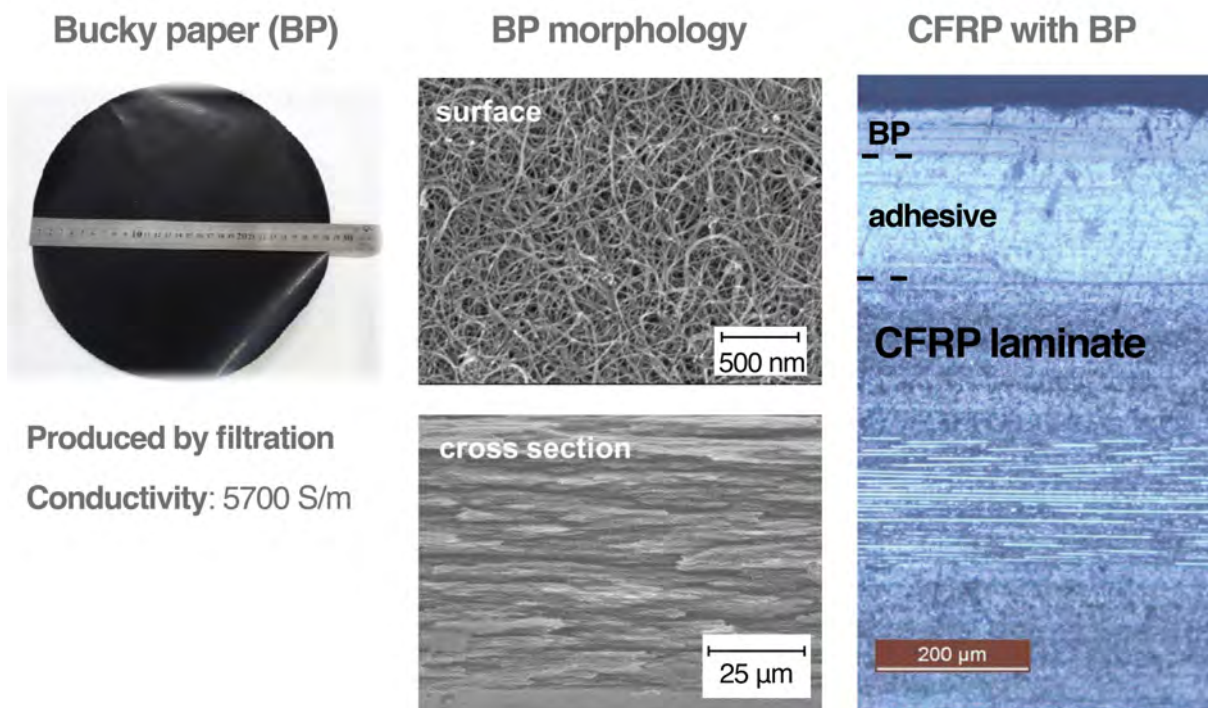 Bucky paper (BP)
BP morphology
CFRP with BP
surface
500 nm
cross section
25 µm
BP
adhesive
CFRP laminate
200 µm
Produced by filtration
Conductivity: 5700 S/m